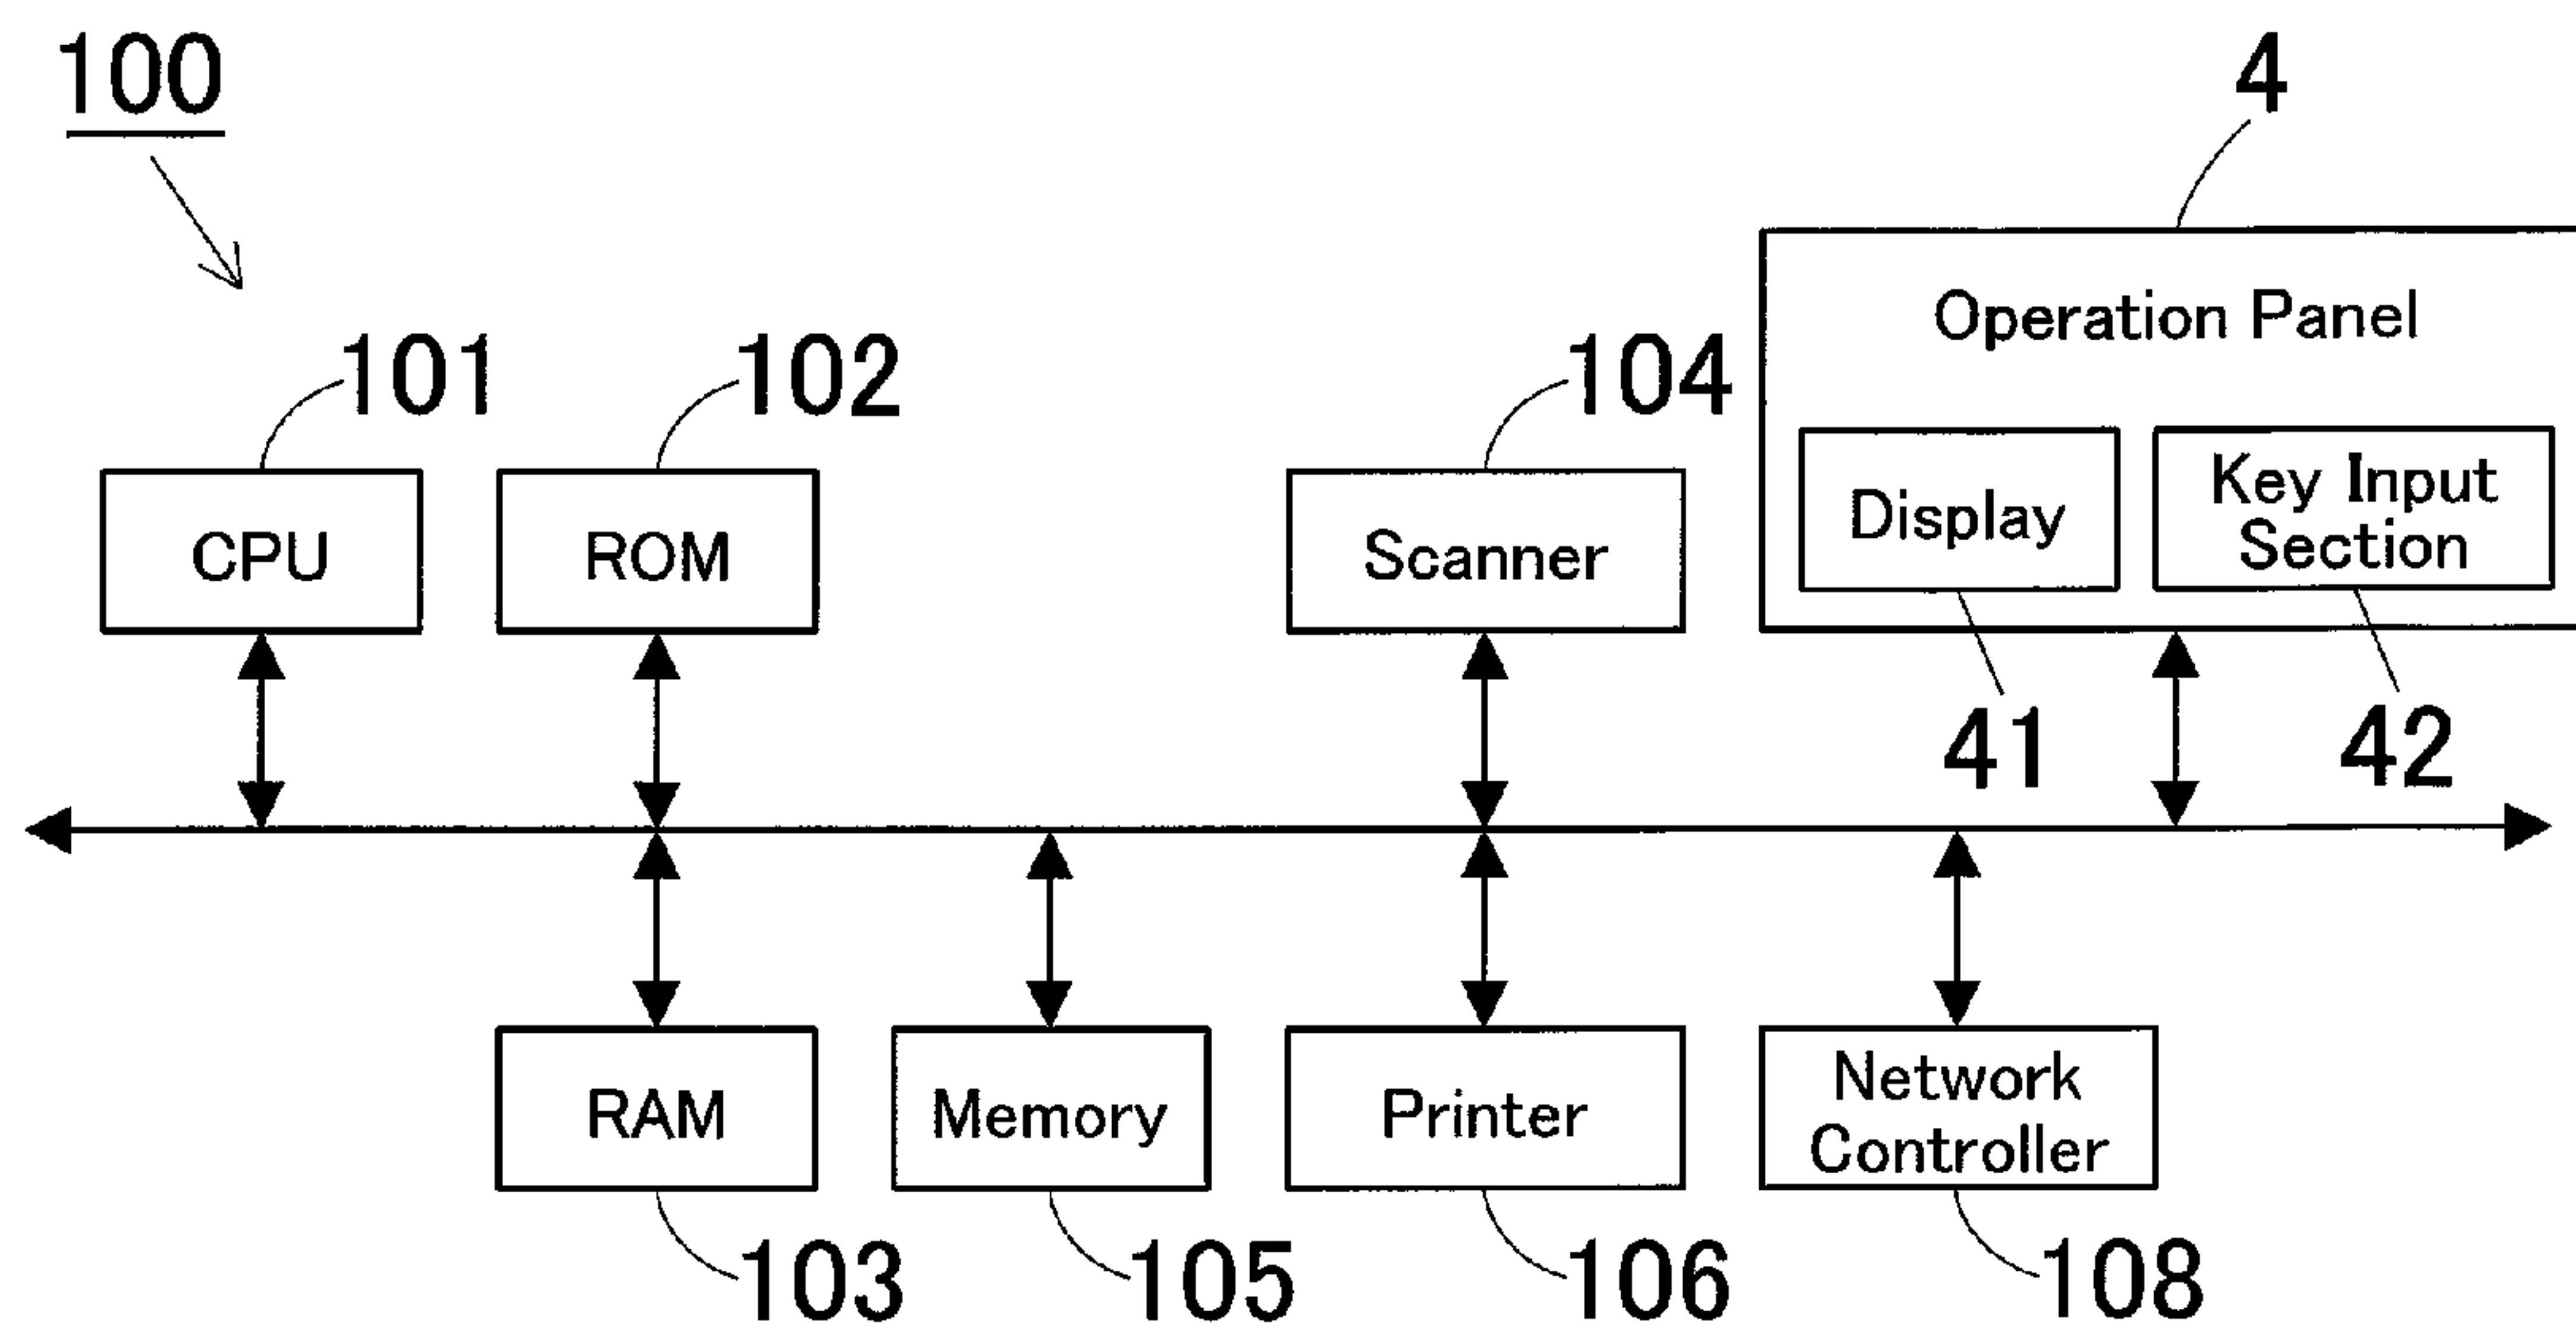 100
4
Operation Panel
101
102
104
CPU
ROM
Scanner
Display
Key Input
Section
41
42
RAM
Memory
Printer
Network
Controller
103
105
106
108